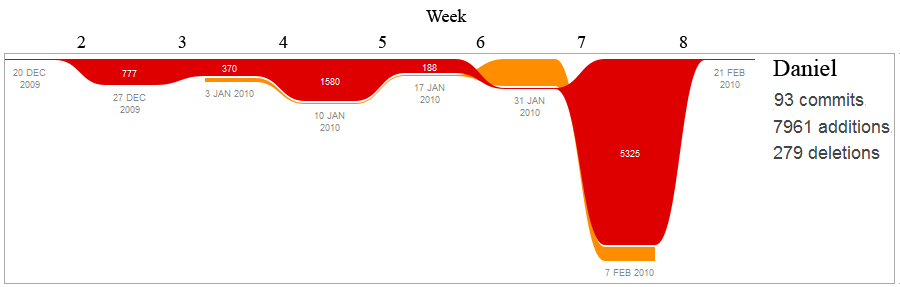 Week
2 3 4 5 6 7 8
20 DEC
2009
777
27 DEC
2009
370
3 JAN 2010
1580
10 JAN
2010
188
17 JAN
2010
31 JAN
2010
5325
7 FEB 2010
21 FEB
2010
Daniel
93 commits
7961 additions
279 deletions